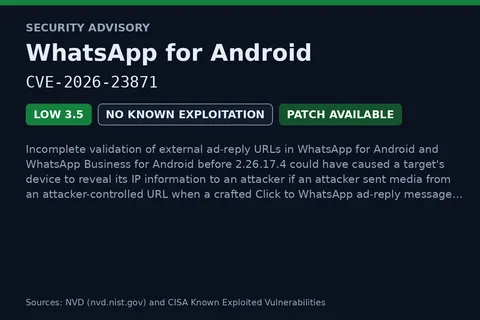 SECURITY ADVISORY
WhatsApp for Android
CVE-2026-23871
LOW 3.5 NO KNOWN EXPLOITATION PATCH AVAILABLE
Incomplete validation of external ad-reply URLs in WhatsApp for Android and
WhatsApp Business for Android before 2.26.17.4 could have caused a target's
device to reveal its IP information to an attacker if an attacker sent media from
an attacker-controlled URL when a crafted Click to WhatsApp ad-reply message…
Sources: NVD (nvd.nist.gov) and CISA Known Exploited Vulnerabilities